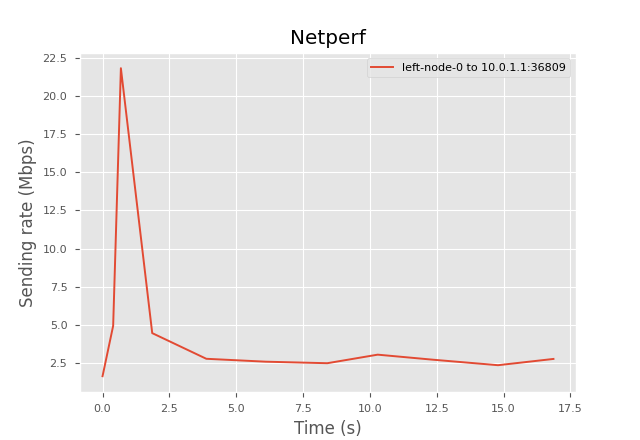 Netperf
left-node-0 to 10.0.1.1:36809
Sending rate (Mbps)
22.5
20.0
17.5
15.0
12.5
10.0
7.5
5.0
2.5
0.0 2.5 5.0 7.5 10.0 12.5 15.0 17.5
Time (s)